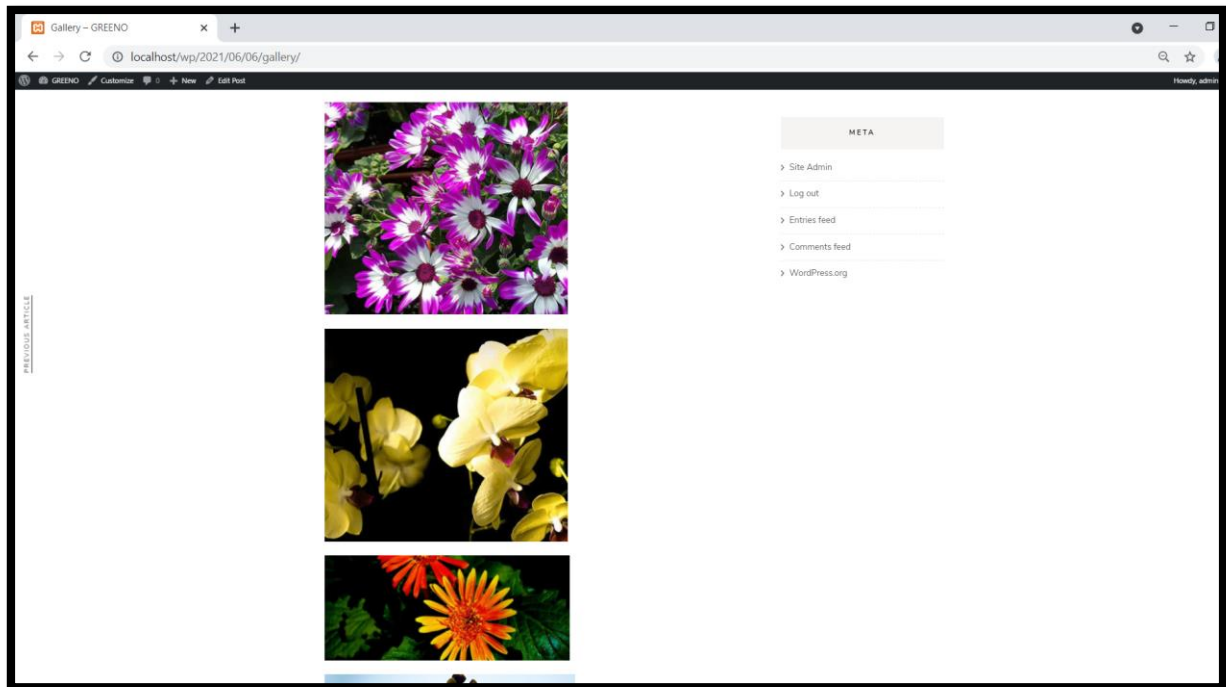 Gallery – GREENO
localhost/wp/2021/06/06/gallery/
GREENO Customize 0 New Edit Post
Howdy, admin
META
Site Admin
Log out
Entries feed
Comments feed
WordPress.org
PREVIOUS ARTICLE